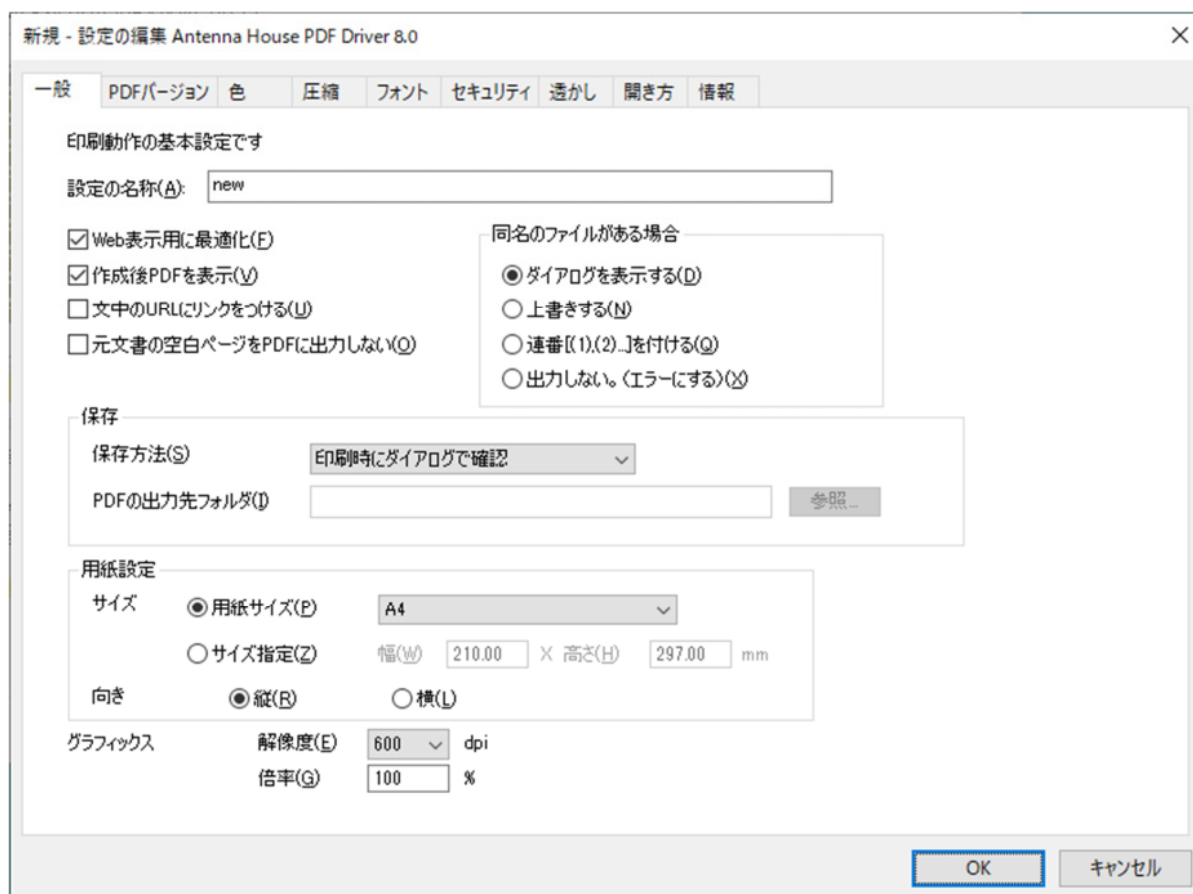 新規 - 設定の編集 Antenna House PDF Driver 8.0
一般 PDFバージョン 色 圧縮 フォント セキュリティ 透かし 開き方 情報
印刷動作の基本設定です
設定の名称(A): new
Web表示用に最適化(F)
作成後PDFを表示(V)
文中のURLにリンクをつける(U)
元文書の空白ページをPDFに出力しない(O)
同名のファイルがある場合
ダイアログを表示する(D)
上書きする(N)
連番[(1),(2)...]を付ける(Q)
出力しない。(エラーにする)(X)
保存
保存方法(S) 印刷時にダイアログで確認
PDFの出力先フォルダ(I) 参照...
用紙設定
サイズ 用紙サイズ(P) A4
サイズ指定(Z) 幅(W) 210.00 X 高さ(H) 297.00 mm
向き 縦(R) 横(L)
グラフィックス 解像度(E) 600 dpi
倍率(G) 100 %
OK キャンセル